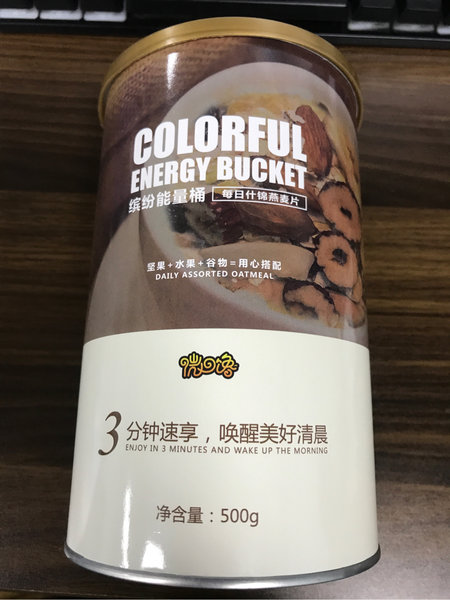 COLORFUL
ENERGY BUCKET
缤纷能量桶 每日什锦燕麦片
坚果+水果+谷物=用心搭配
DAILY ASSORTED OATMEAL
3分钟速享，唤醒美好清晨
ENJOY IN 3 MINUTES AND WAKE UP THE MORNING
净含量：500g